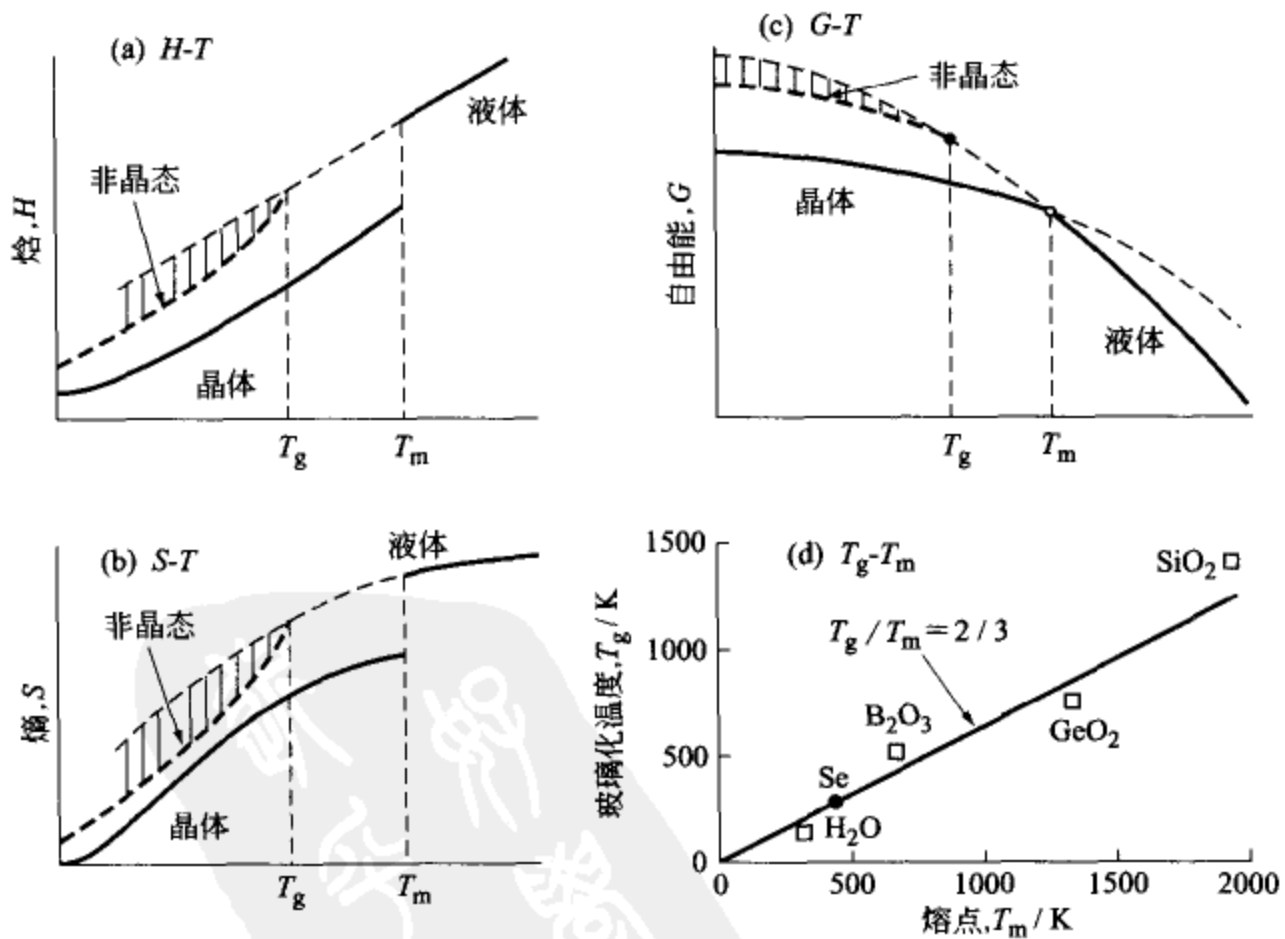 (a) H-T
液体
非晶态
焓,H
晶体
Tg
Tm
(c) G-T
非晶态
自由能,G
晶体
液体
Tg
Tm
(b) S-T
液体
非晶态
熵,S
晶体
Tg
Tm
(d) Tg-Tm
1500
SiO2
Tg / Tm = 2 / 3
1000
玻璃化温度,Tg / K
B2O3
GeO2
500
Se
H2O
0
0 500 1000 1500 2000
熔点,Tm / K